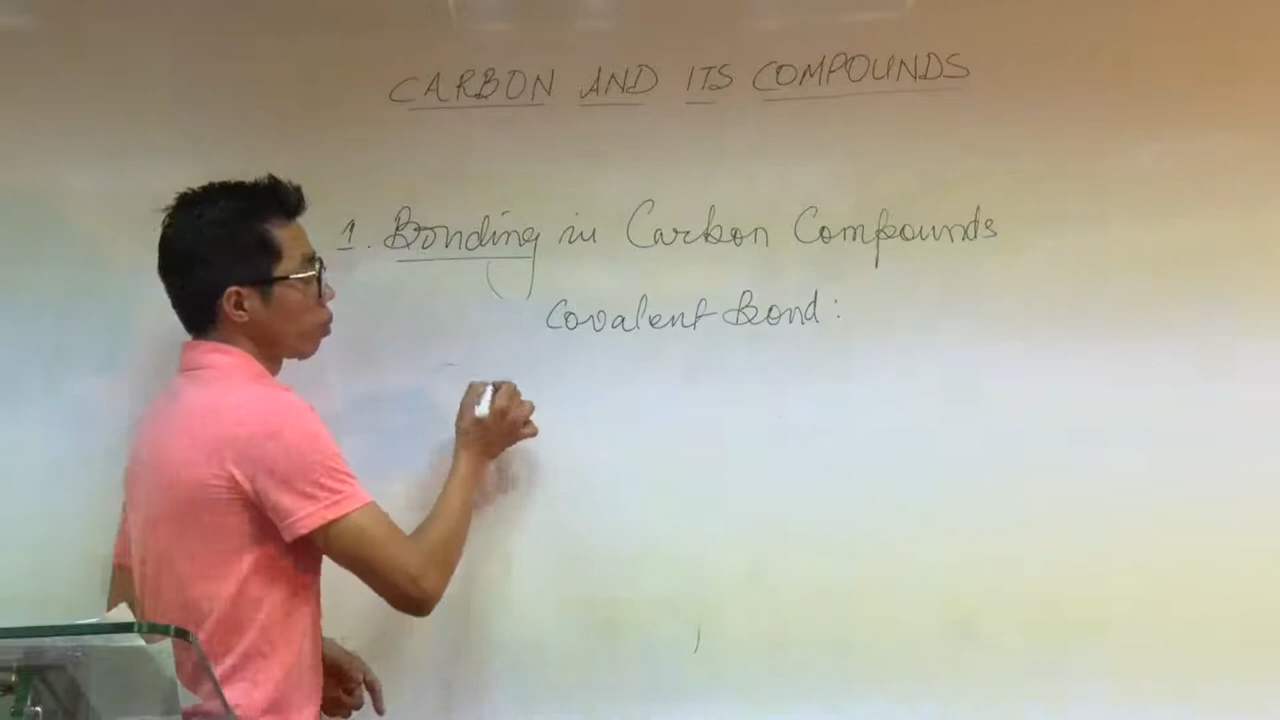 CARBON AND ITS COMPOUNDS
1. Bonding in Carbon Compounds
Covalent Bond: